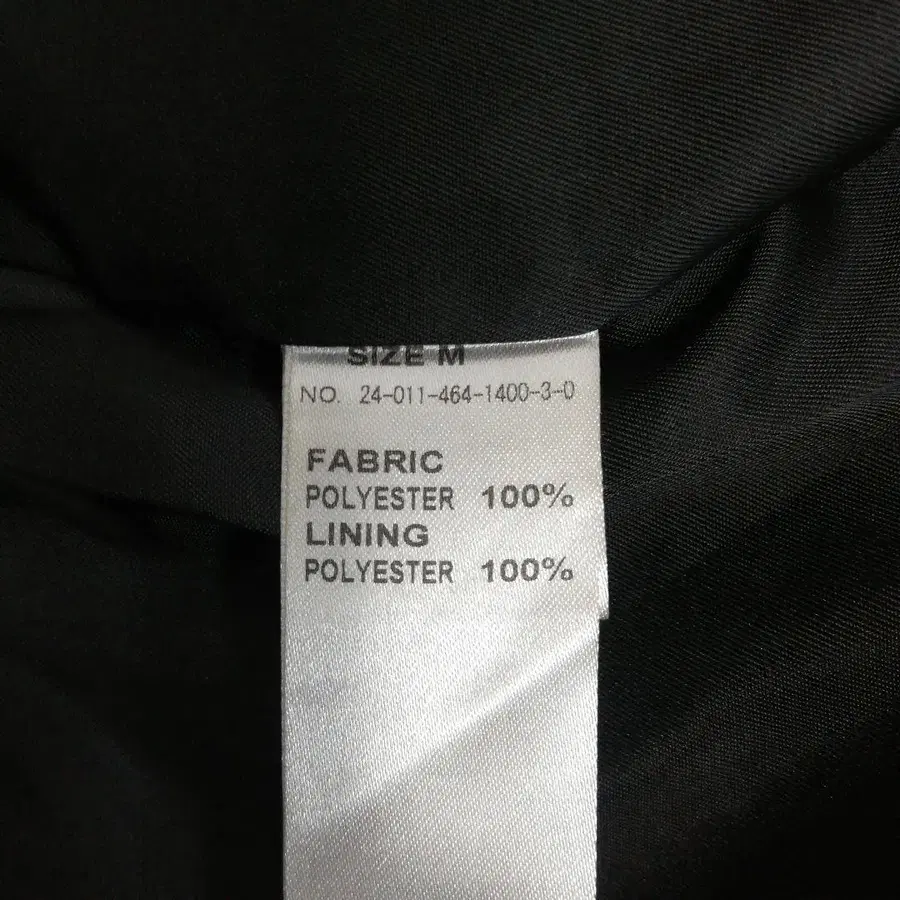 SIZE M
NO. 24-011-464-1400-3-0
FABRIC
POLYESTER 100%
LINING
POLYESTER 100%